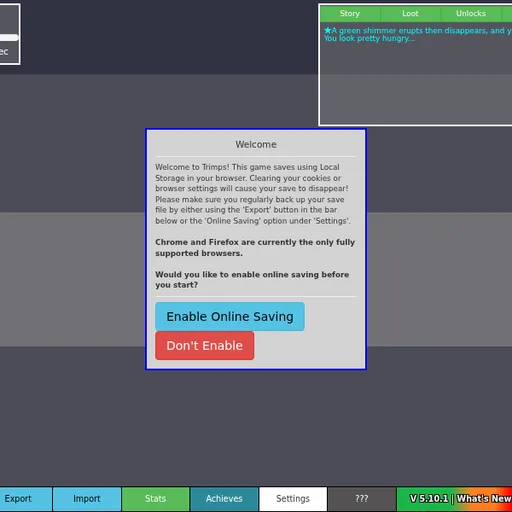 ec
Story Loot Unlocks
★A green shimmer erupts then disappears, and y
You look pretty hungry...
Welcome
Welcome to Trimps! This game saves using Local
Storage in your browser. Clearing your cookies or
browser settings will cause your save to disappear!
Please make sure you regularly back up your save
file by either using the 'Export' button in the bar
below or the 'Online Saving' option under 'Settings'.
Chrome and Firefox are currently the only fully
supported browsers.
Would you like to enable online saving before
you start?
Enable Online Saving
Don't Enable
Export Import Stats Achieves Settings ??? V 5.10.1 | What's New